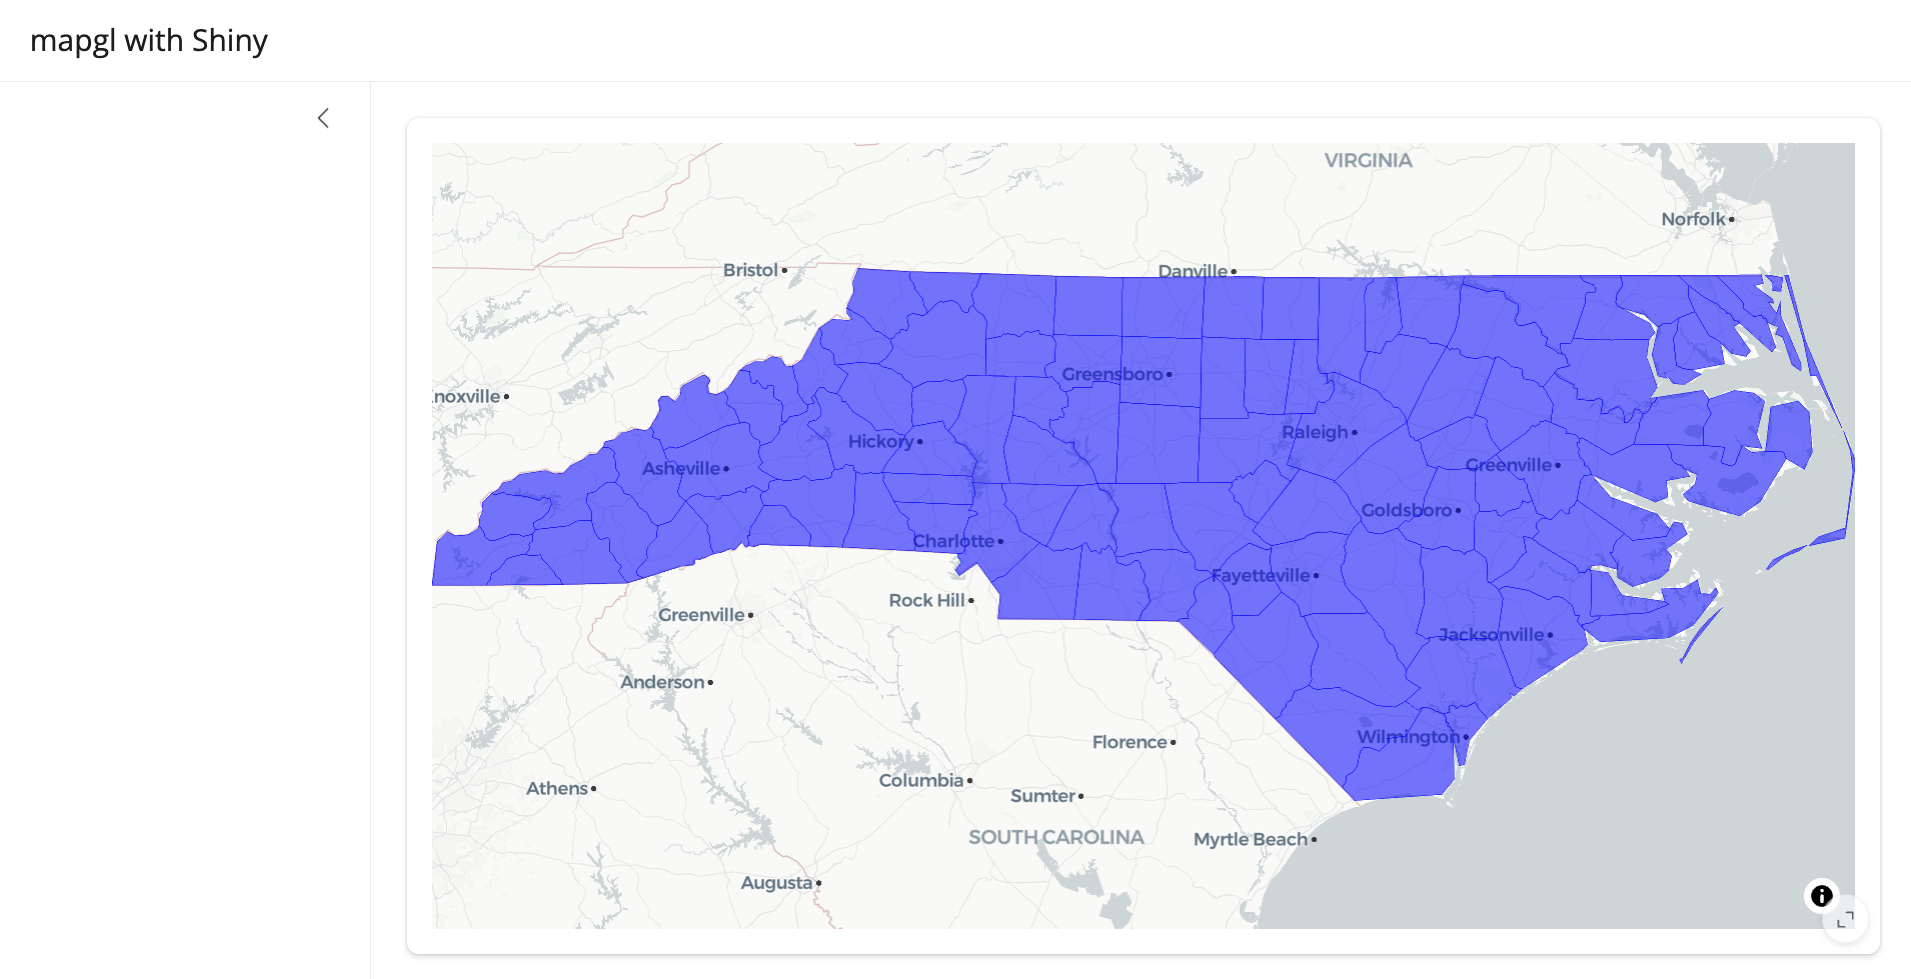 mapgl with Shiny
VIRGINIA
Norfolk
Bristol
Danville
Greensboro
noxville
Hickory
Raleigh
Asheville
Greenville
Goldsboro
Charlotte
Fayetteville
Rock Hill
Greenville
Jacksonville
Anderson
Wilmington
Florence
Columbia
Athens
Sumter
SOUTH CAROLINA
Myrtle Beach
Augusta